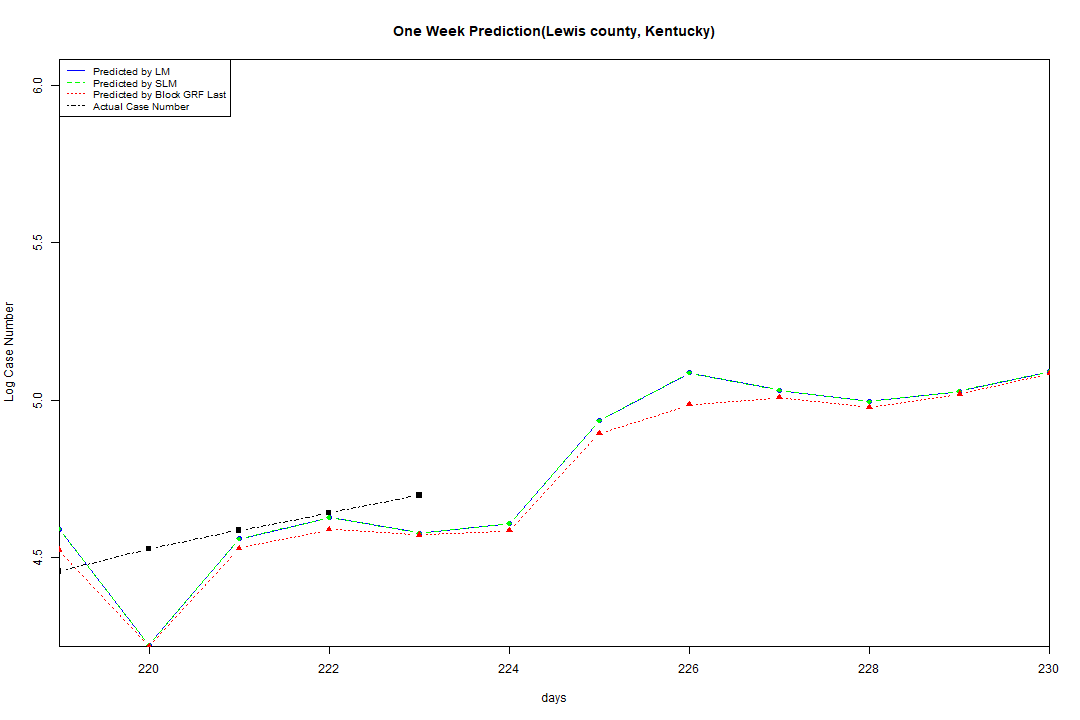 One Week Prediction(Lewis county, Kentucky)
Predicted by LM
Predicted by SLM
Predicted by Block GRF Last
Actual Case Number
6.0
5.5
5.0
4.5
Log Case Number
220
222
224
226
228
230
days